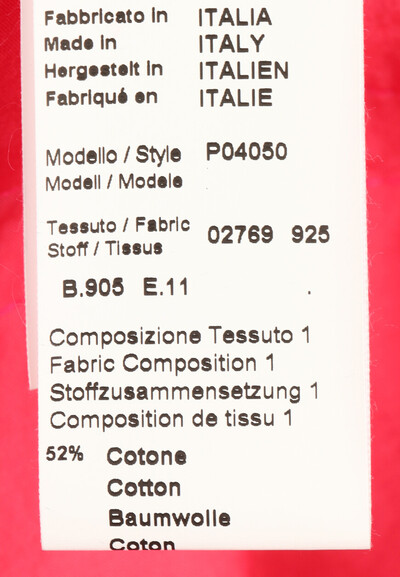 Fabbricato in ITALIA
Made in ITALY
Hergestelt in ITALIEN
Fabriqué en ITALIE
Modello / Style P04050
Modell / Modele
Tessuto / Fabric 02769 925
Stoff / Tissus
B.905 E.11
Composizione Tessuto 1
Fabric Composition 1
Stoffzusammensetzung 1
Composition de tissu 1
52% Cotone
Cotton
Baumwolle
Coton